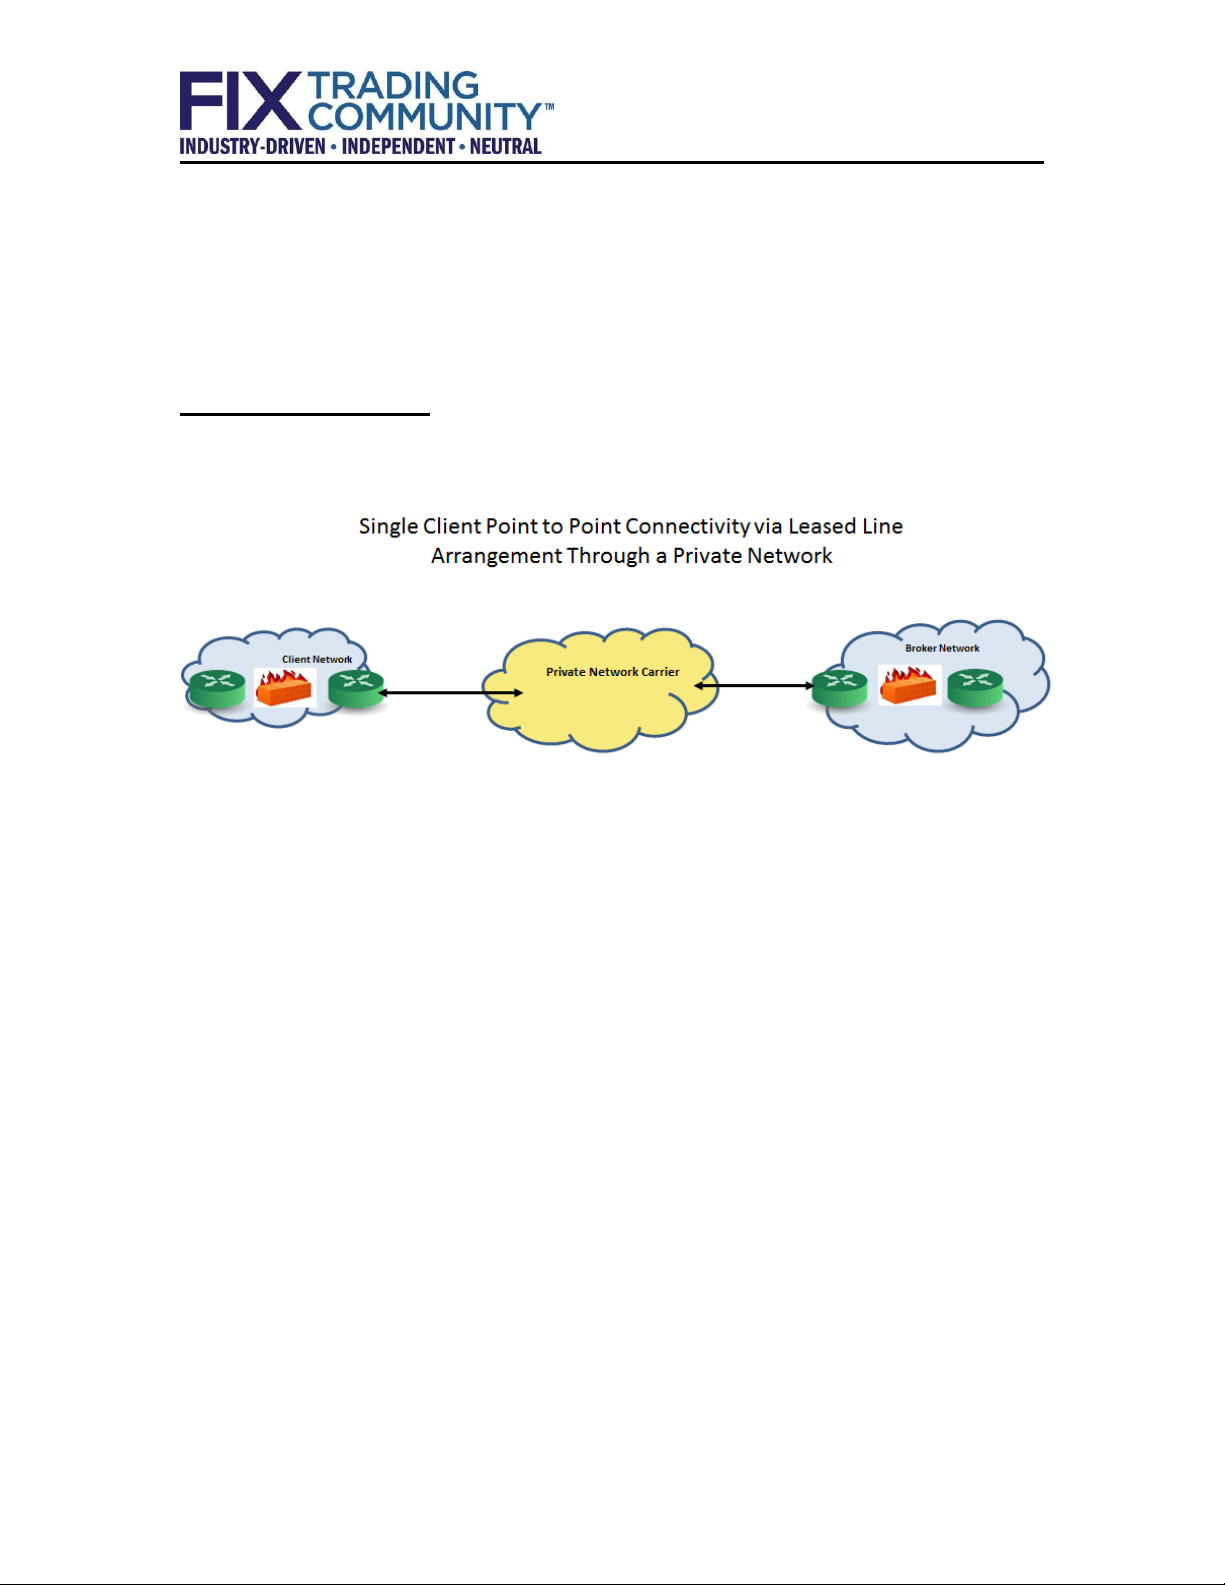 FIX TRADING
COMMUNITY™
INDUSTRY-DRIVEN • INDEPENDENT • NEUTRAL
Single Client Point to Point Connectivity via Leased Line
Arrangement Through a Private Network
Client Network
Private Network Carrier
Broker Network